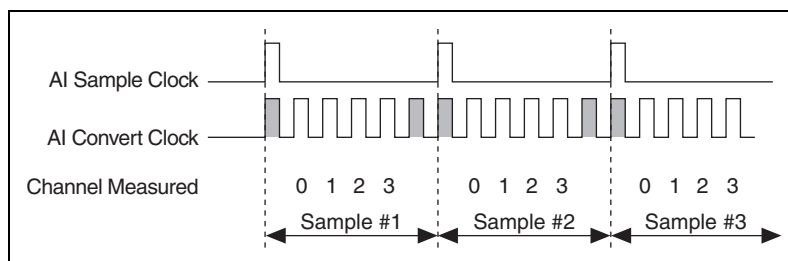 AI Sample Clock
AI Convert Clock
Channel Measured 0 1 2 3 0 1 2 3 0 1 2 3
Sample #1 Sample #2 Sample #3